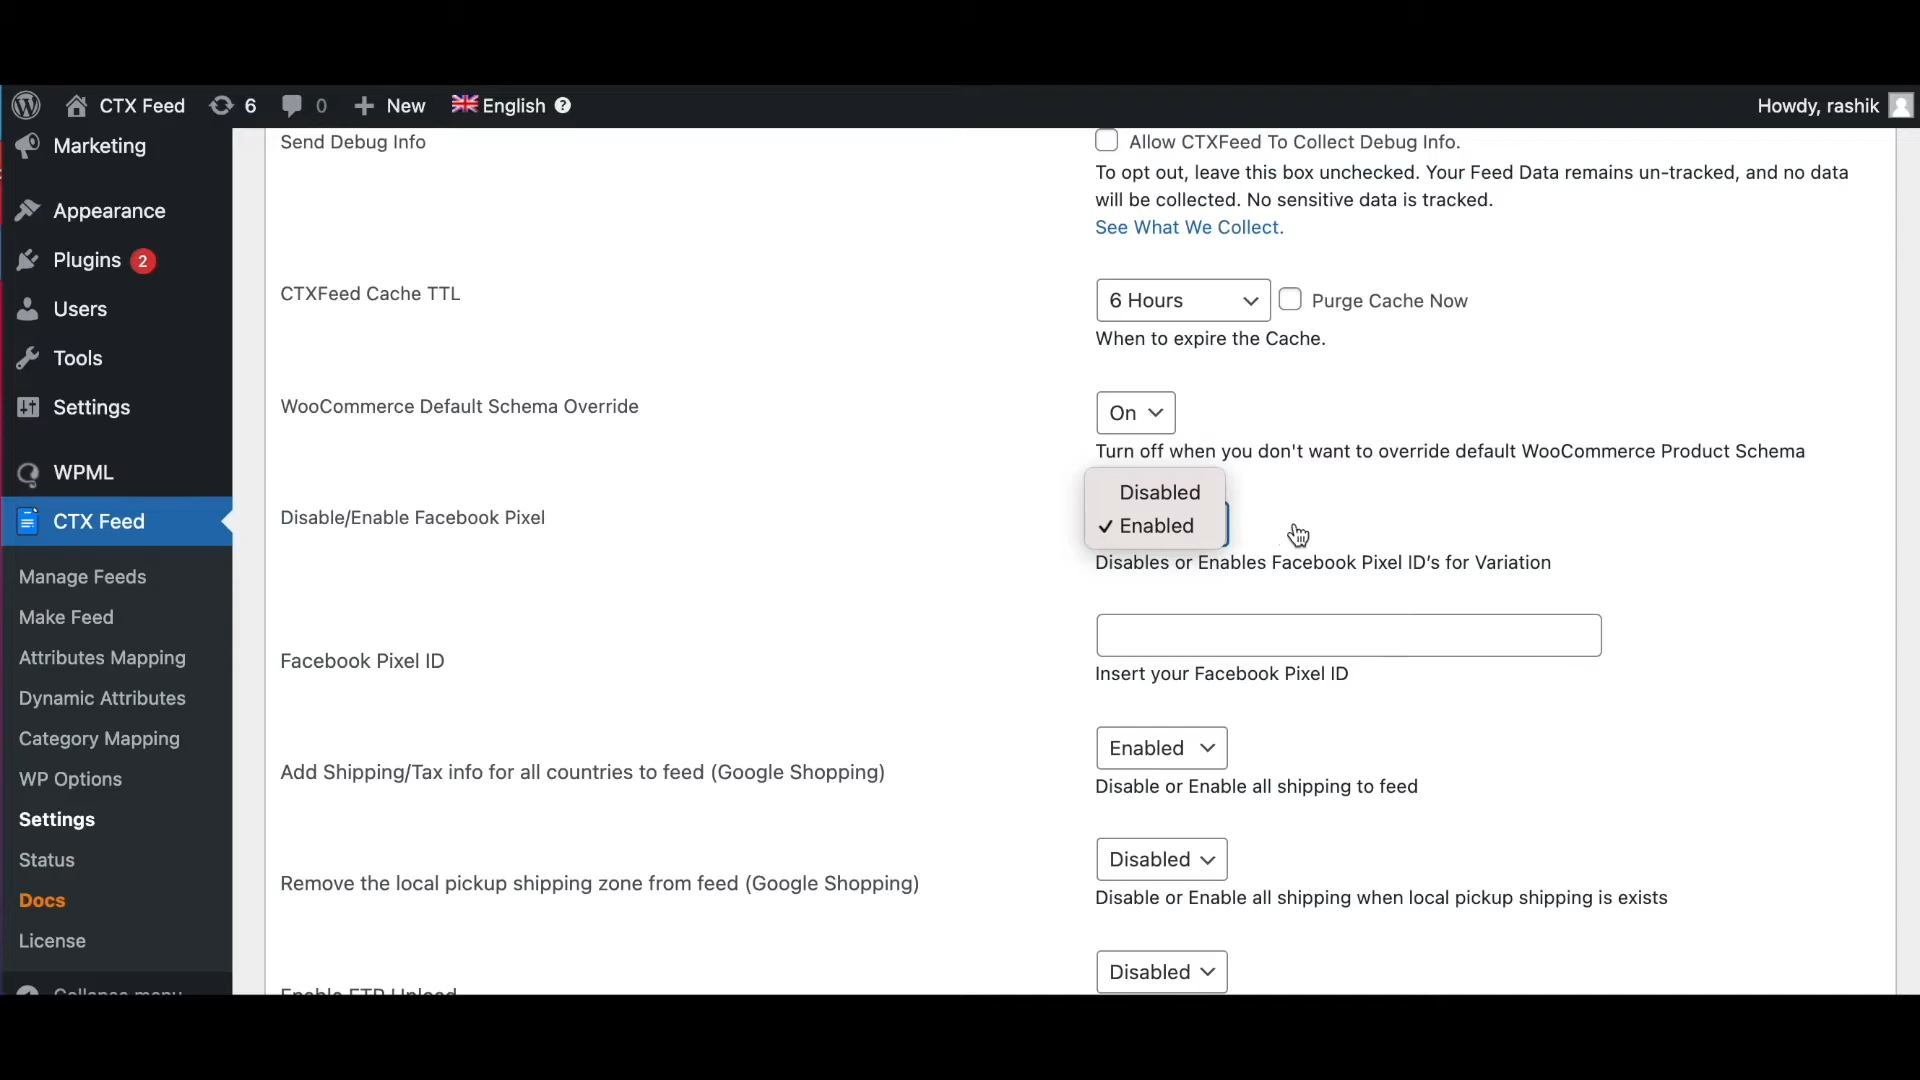 CTX Feed 6 0 New English Howdy, rashik
Marketing
Appearance
Plugins 2
Users
Tools
Settings
WPML
CTX Feed
Manage Feeds
Make Feed
Attributes Mapping
Dynamic Attributes
Category Mapping
WP Options
Settings
Status
Docs
License
Collapse menu
Send Debug Info
Allow CTXFeed To Collect Debug Info.
To opt out, leave this box unchecked. Your Feed Data remains un-tracked, and no data
will be collected. No sensitive data is tracked.
See What We Collect.
CTXFeed Cache TTL
6 Hours Purge Cache Now
When to expire the Cache.
WooCommerce Default Schema Override
On
Turn off when you don't want to override default WooCommerce Product Schema
Disable/Enable Facebook Pixel
Disabled
Enabled
Disables or Enables Facebook Pixel ID's for Variation
Facebook Pixel ID
Insert your Facebook Pixel ID
Add Shipping/Tax info for all countries to feed (Google Shopping)
Enabled
Disable or Enable all shipping to feed
Remove the local pickup shipping zone from feed (Google Shopping)
Disabled
Disable or Enable all shipping when local pickup shipping is exists
Enable FTP Upload
Disabled